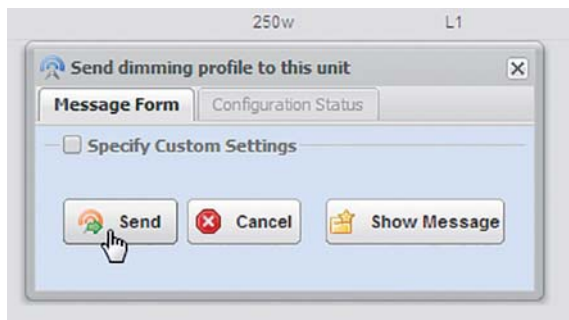 250w L1
Send dimming profile to this unit
Message Form Configuration Status
Specify Custom Settings
Send Cancel Show Message